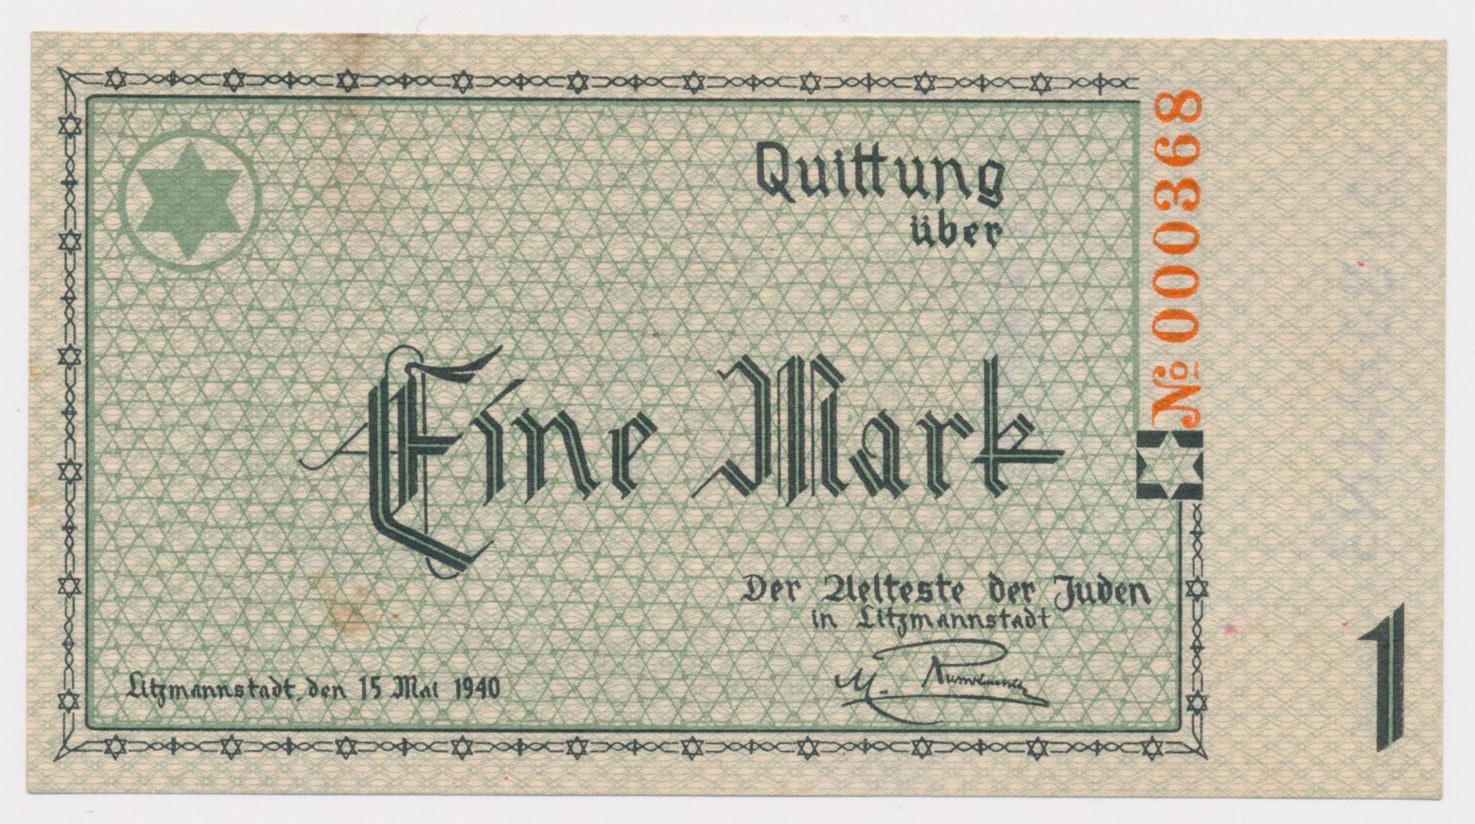 Quittung
über
Eine Mark
Der Aelteste der Juden
in Litzmannstadt
Litzmannstadt, den 15 Mai 1940
№ 000368
1